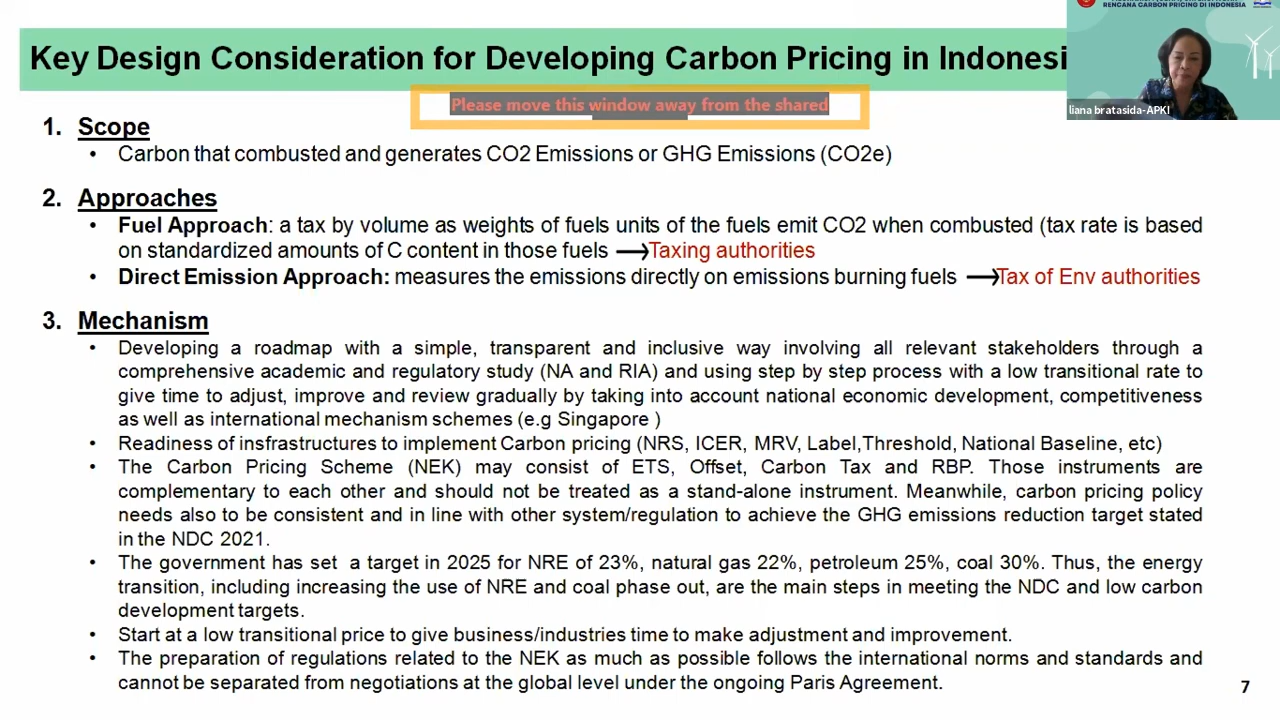 RENCANA CARBON PRICING DI INDONESIA
Key Design Consideration for Developing Carbon Pricing in Indonesi
liana bratasida-APKI
Please move this window away from the shared
1. Scope
• Carbon that combusted and generates CO2 Emissions or GHG Emissions (CO2e)
2. Approaches
• Fuel Approach: a tax by volume as weights of fuels units of the fuels emit CO2 when combusted (tax rate is based
on standardized amounts of C content in those fuels → Taxing authorities
• Direct Emission Approach: measures the emissions directly on emissions burning fuels → Tax of Env authorities
3. Mechanism
• Developing a roadmap with a simple, transparent and inclusive way involving all relevant stakeholders through a
comprehensive academic and regulatory study (NA and RIA) and using step by step process with a low transitional rate to
give time to adjust, improve and review gradually by taking into account national economic development, competitiveness
as well as international mechanism schemes (e.g Singapore )
• Readiness of insfrastructures to implement Carbon pricing (NRS, ICER, MRV, Label,Threshold, National Baseline, etc)
• The Carbon Pricing Scheme (NEK) may consist of ETS, Offset, Carbon Tax and RBP. Those instruments are
complementary to each other and should not be treated as a stand-alone instrument. Meanwhile, carbon pricing policy
needs also to be consistent and in line with other system/regulation to achieve the GHG emissions reduction target stated
in the NDC 2021.
• The government has set a target in 2025 for NRE of 23%, natural gas 22%, petroleum 25%, coal 30%. Thus, the energy
transition, including increasing the use of NRE and coal phase out, are the main steps in meeting the NDC and low carbon
development targets.
• Start at a low transitional price to give business/industries time to make adjustment and improvement.
• The preparation of regulations related to the NEK as much as possible follows the international norms and standards and
cannot be separated from negotiations at the global level under the ongoing Paris Agreement.
7